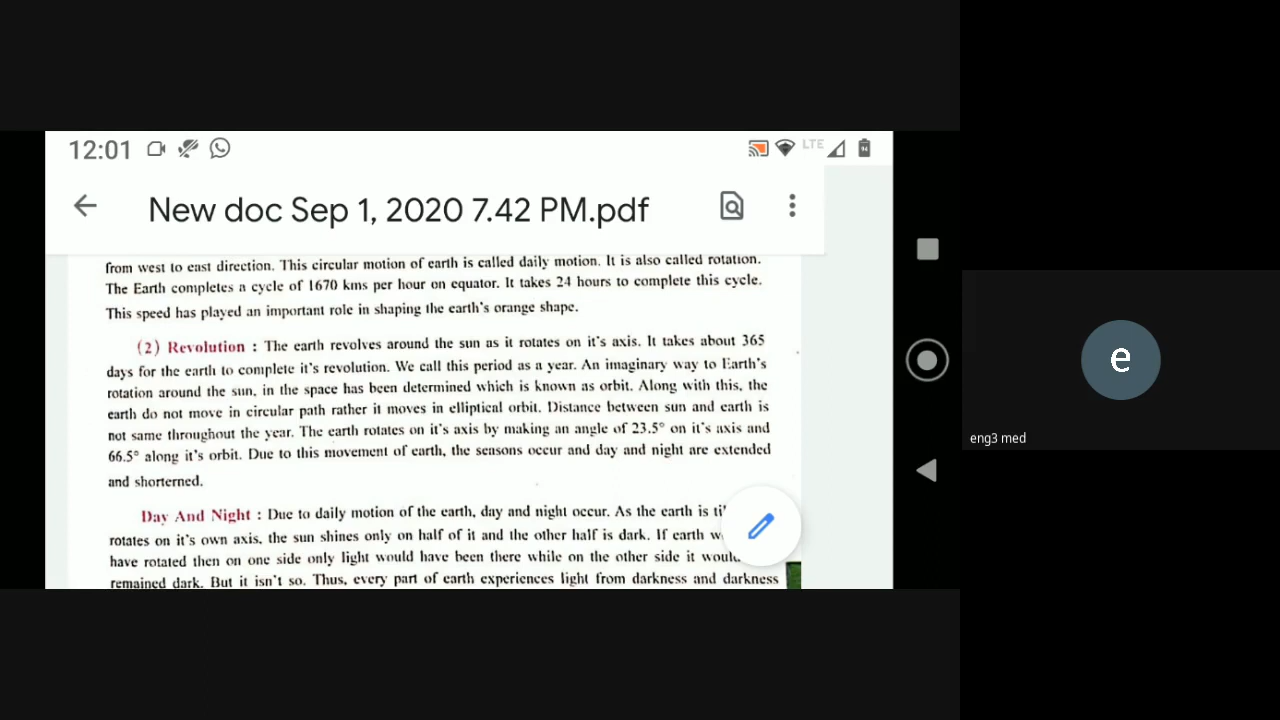 12:01 LTE
New doc Sep 1, 2020 7.42 PM.pdf
from west to east direction. This circular motion of earth is called daily motion. It is also called rotation.
The Earth completes a cycle of 1670 kms per hour on equator. It takes 24 hours to complete this cycle.
This speed has played an important role in shaping the earth's orange shape.
(2) Revolution : The earth revolves around the sun as it rotates on it's axis. It takes about 365
days for the earth to complete it's revolution. We call this period as a year. An imaginary way to Earth's
rotation around the sun, in the space has been determined which is known as orbit. Along with this, the
earth do not move in circular path rather it moves in elliptical orbit. Distance between sun and earth is
not same throughout the year. The earth rotates on it's axis by making an angle of 23.5° on it's axis and
66.5° along it's orbit. Due to this movement of earth, the seasons occur and day and night are extended
and shorterned.
Day And Night : Due to daily motion of the earth, day and night occur. As the earth is
rotates on it's own axis, the sun shines only on half of it and the other half is dark. If earth
have rotated then on one side only light would have been there while on the other side it
remained dark. But it isn't so. Thus, every part of earth experiences light from darkness and darkness
e
eng3 med